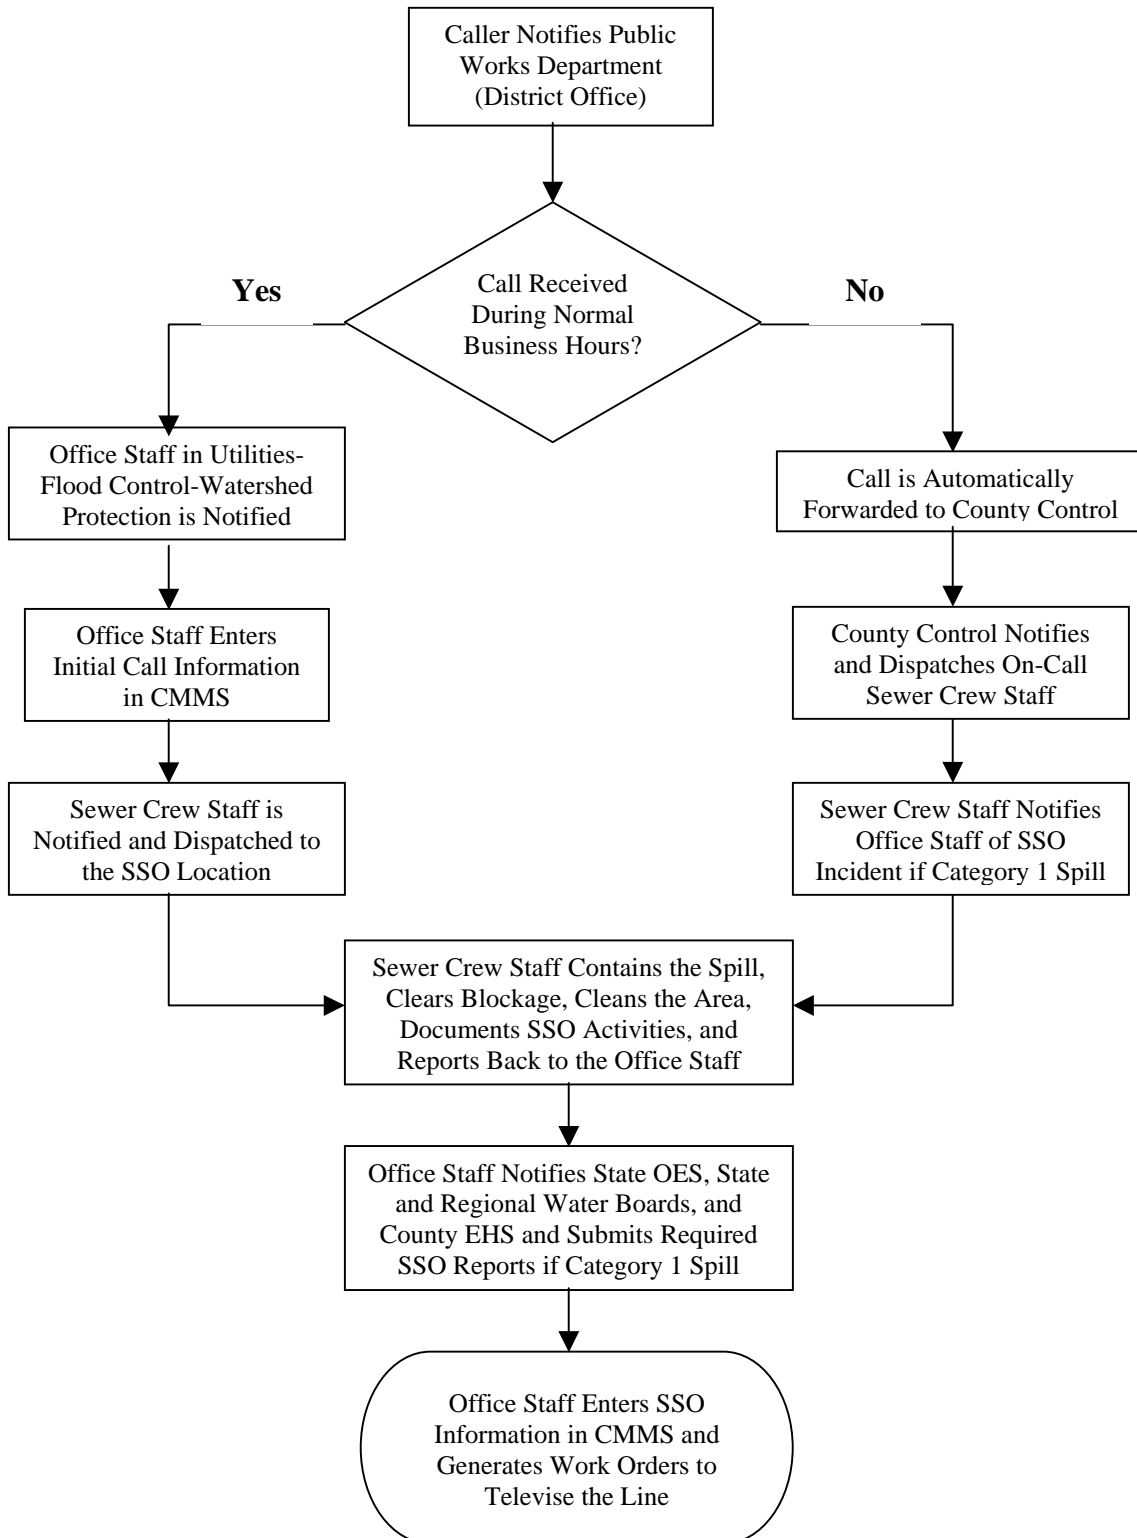 Caller Notifies Public
Works Department
(District Office)
Call Received
During Normal
Business Hours?
Yes
No
Office Staff in Utilities-
Flood Control-Watershed
Protection is Notified
Office Staff Enters
Initial Call Information
in CMMS
Sewer Crew Staff is
Notified and Dispatched to
the SSO Location
Call is Automatically
Forwarded to County Control
County Control Notifies
and Dispatches On-Call
Sewer Crew Staff
Sewer Crew Staff Notifies
Office Staff of SSO
Incident if Category 1 Spill
Sewer Crew Staff Contains the Spill,
Clears Blockage, Cleans the Area,
Documents SSO Activities, and
Reports Back to the Office Staff
Office Staff Notifies State OES, State
and Regional Water Boards, and
County EHS and Submits Required
SSO Reports if Category 1 Spill
Office Staff Enters SSO
Information in CMMS and
Generates Work Orders to
Televise the Line